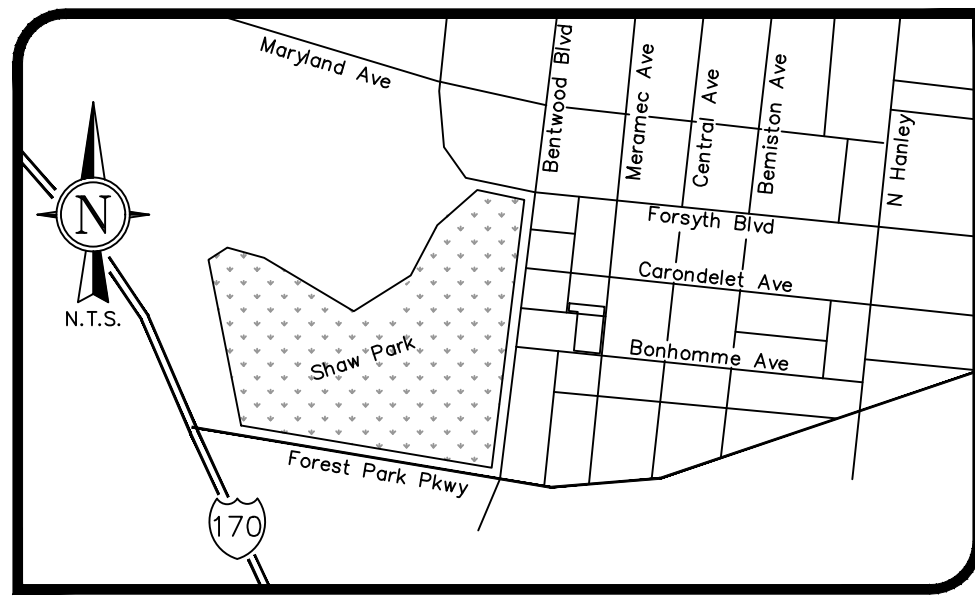 Maryland Ave
Bentwood Blvd
Meramec Ave
Central Ave
Bemiston Ave
N Hanley
N
N.T.S.
Forsyth Blvd
Carondelet Ave
Bonhomme Ave
Shaw Park
Forest Park Pkwy
170